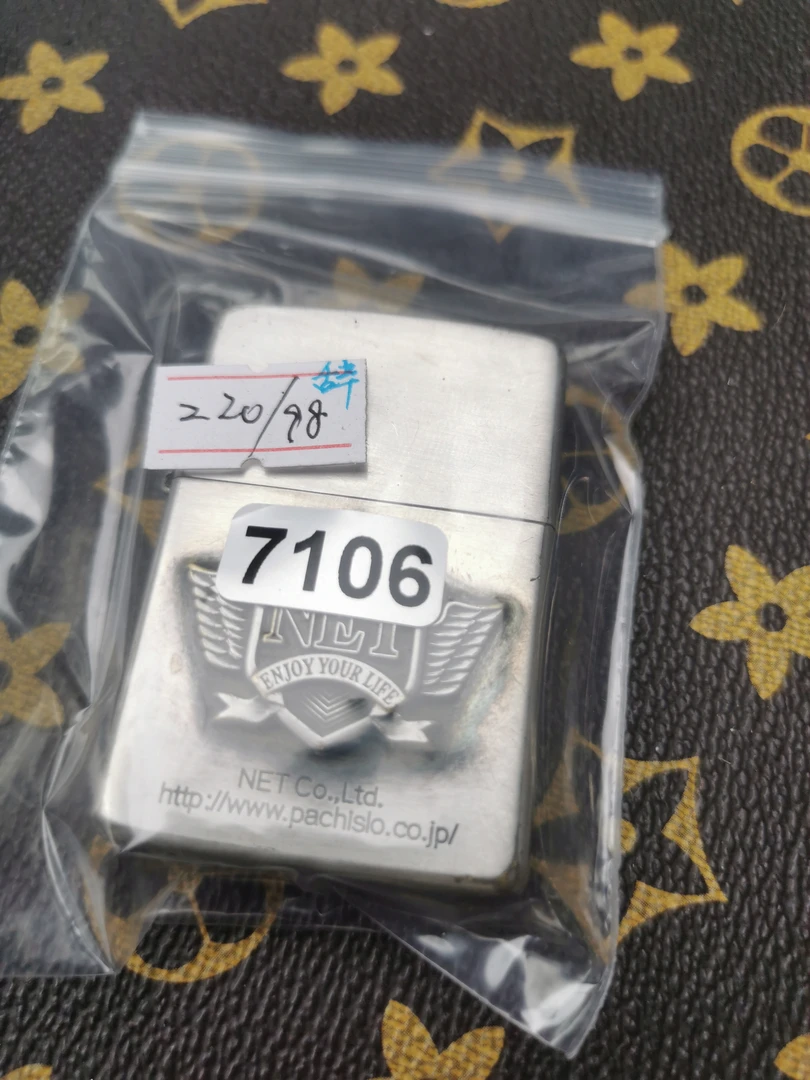 220/98
7106
NET
ENJOY YOUR LIFE
NET Co.,Ltd.
http://www.pachislo.co.jp/